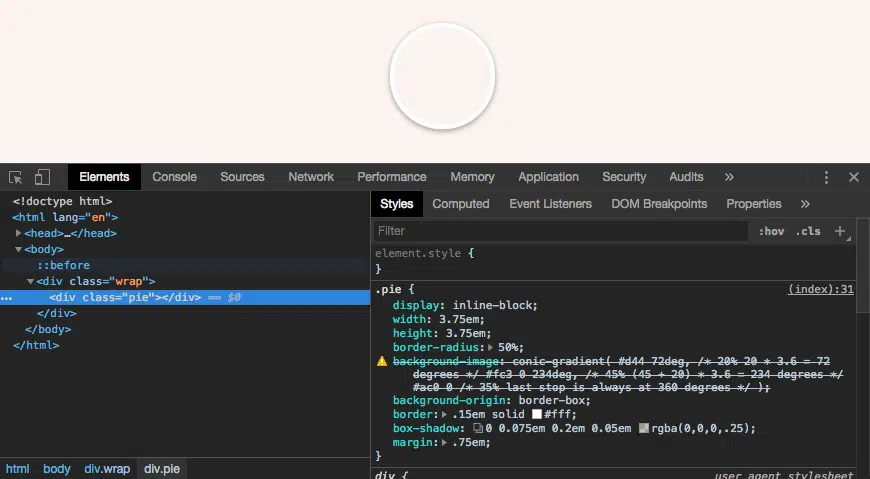 Elements Console Sources Network Performance Memory Application Security Audits »
<!doctype html>
<html lang="en">
<head>…</head>
<body>
::before
<div class="wrap">
… <div class="pie"></div> == $0
</div>
</body>
</html>
html body div.wrap div.pie
Styles Computed Event Listeners DOM Breakpoints Properties »
Filter :hov .cls +
element.style {
}
.pie { (index):31
display: inline-block;
width: 3.75em;
height: 3.75em;
border-radius: 50%;
background-image: conic-gradient( #d44 72deg, /* 20% 20 * 3.6 = 72
degrees */ #fc3 0 234deg, /* 45% (45 + 20) * 3.6 = 234 degrees */
#ac0 0 /* 35% last stop is always at 360 degrees */ );
background-origin: border-box;
border: .15em solid #fff;
box-shadow: 0 0.075em 0.2em 0.05em rgba(0,0,0,.25);
margin: .75em;
}
div { user agent stylesheet